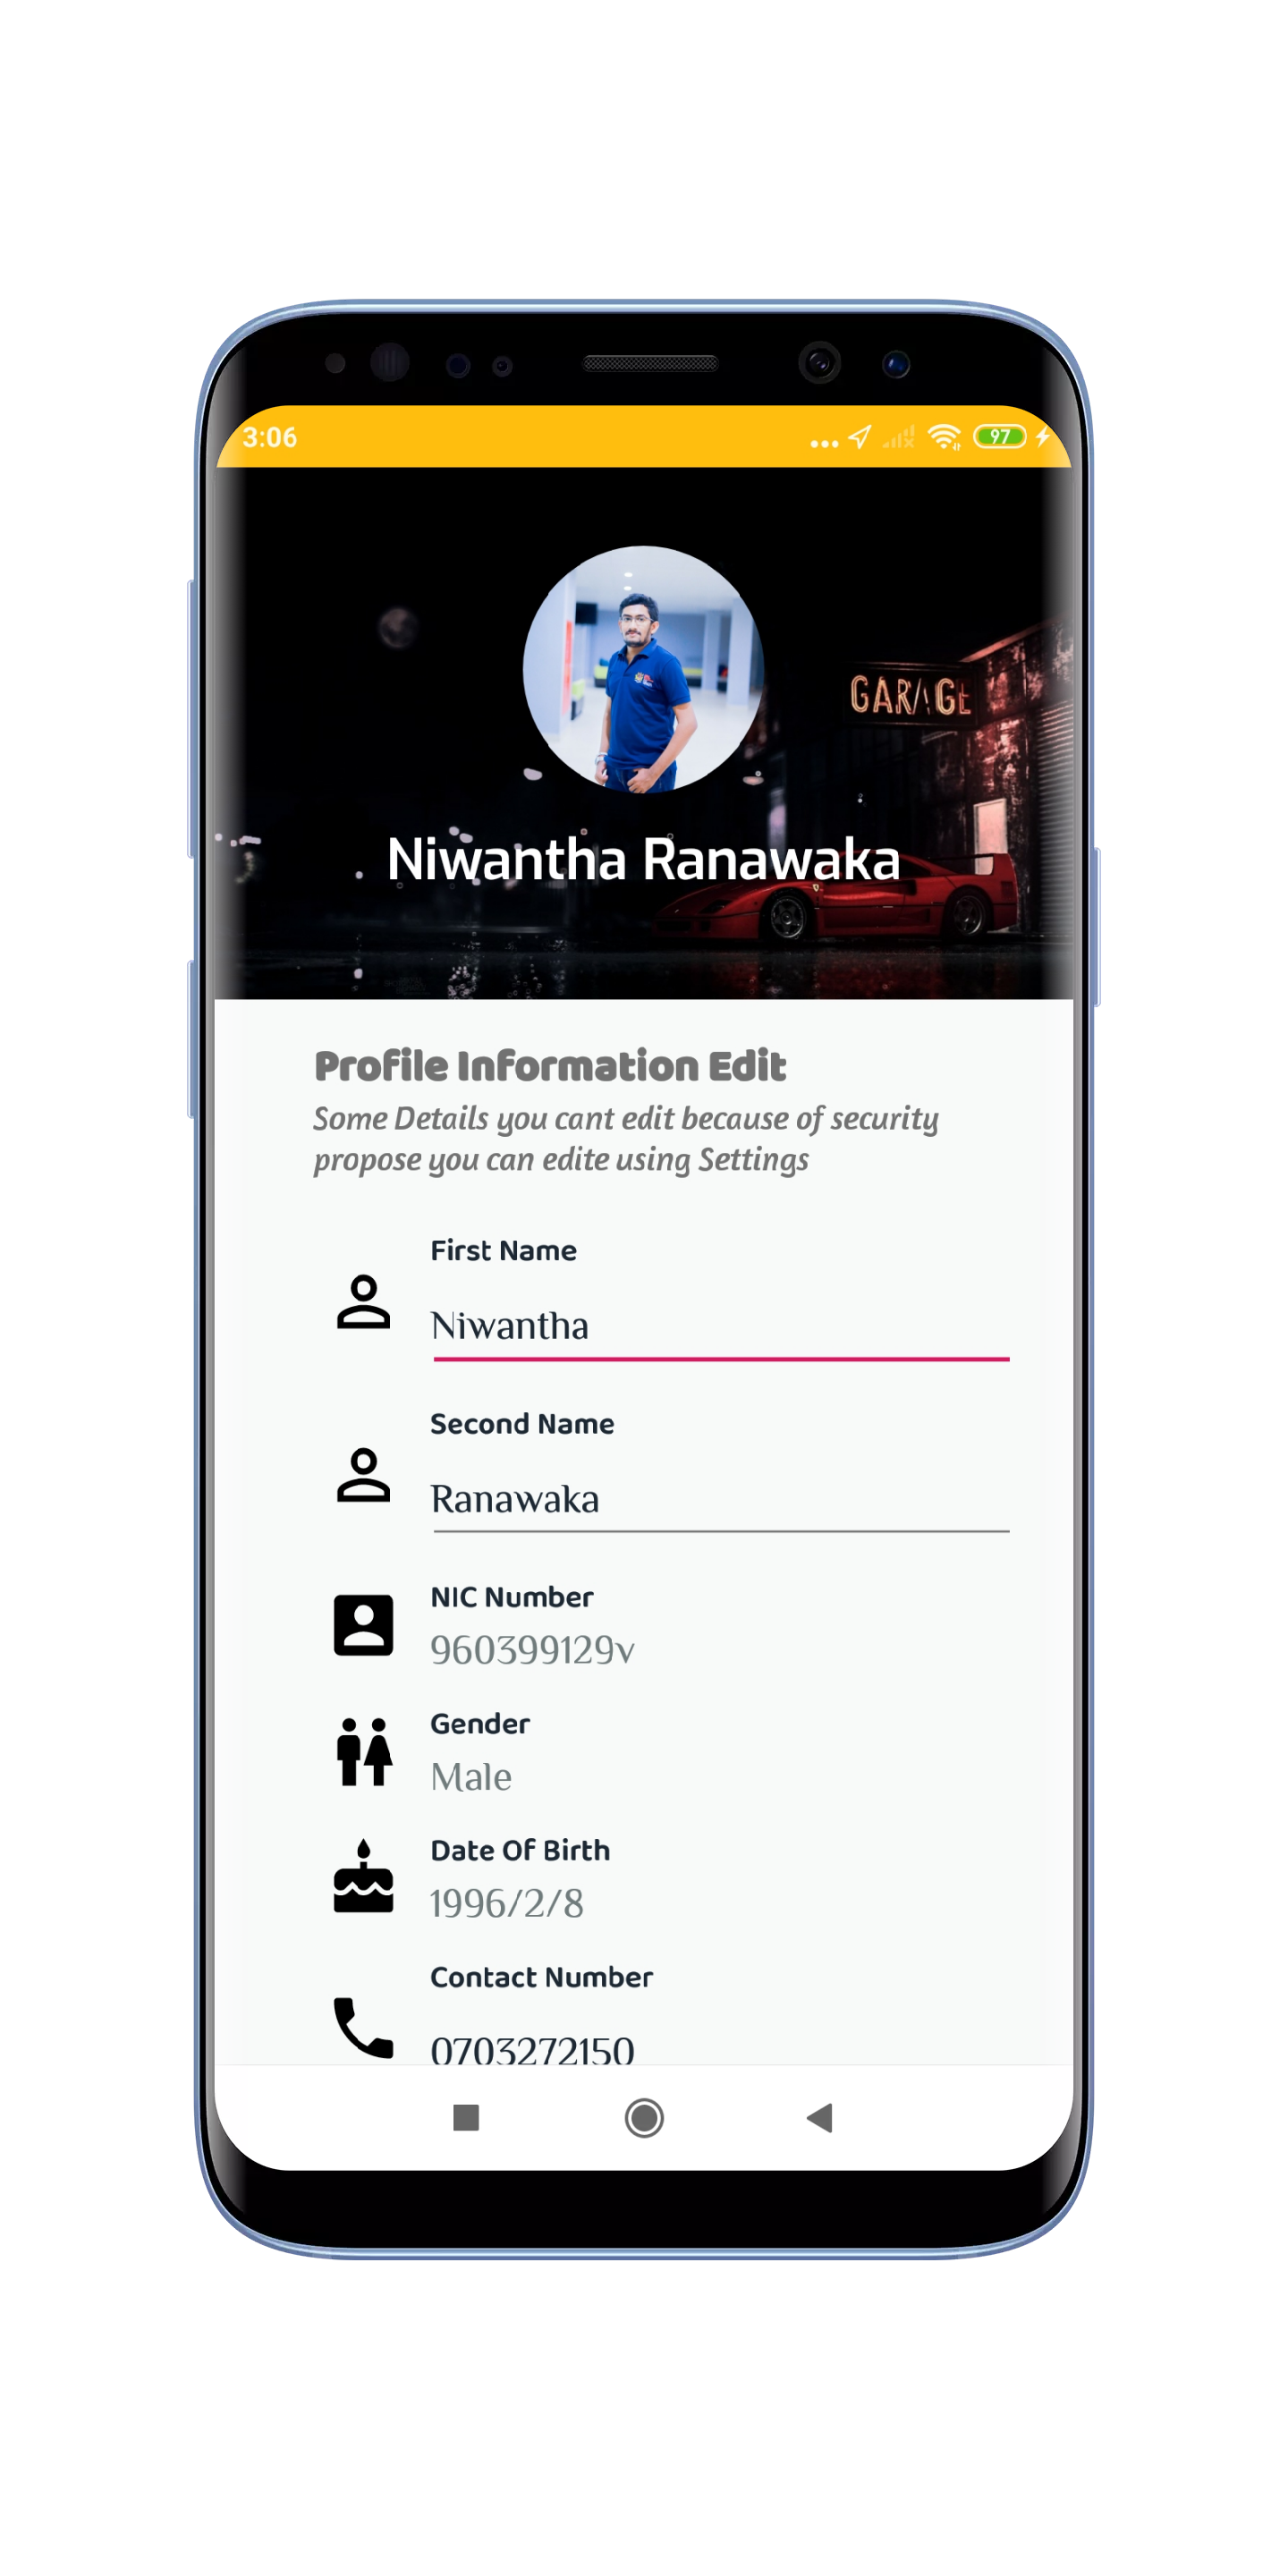 3:06
97
GARAGE
Niwantha Ranawaka
Profile Information Edit
Some Details you cant edit because of security
propose you can edite using Settings
First Name
Niwantha
Second Name
Ranawaka
NIC Number
960399129v
Gender
Male
Date Of Birth
1996/2/8
Contact Number
0703272150